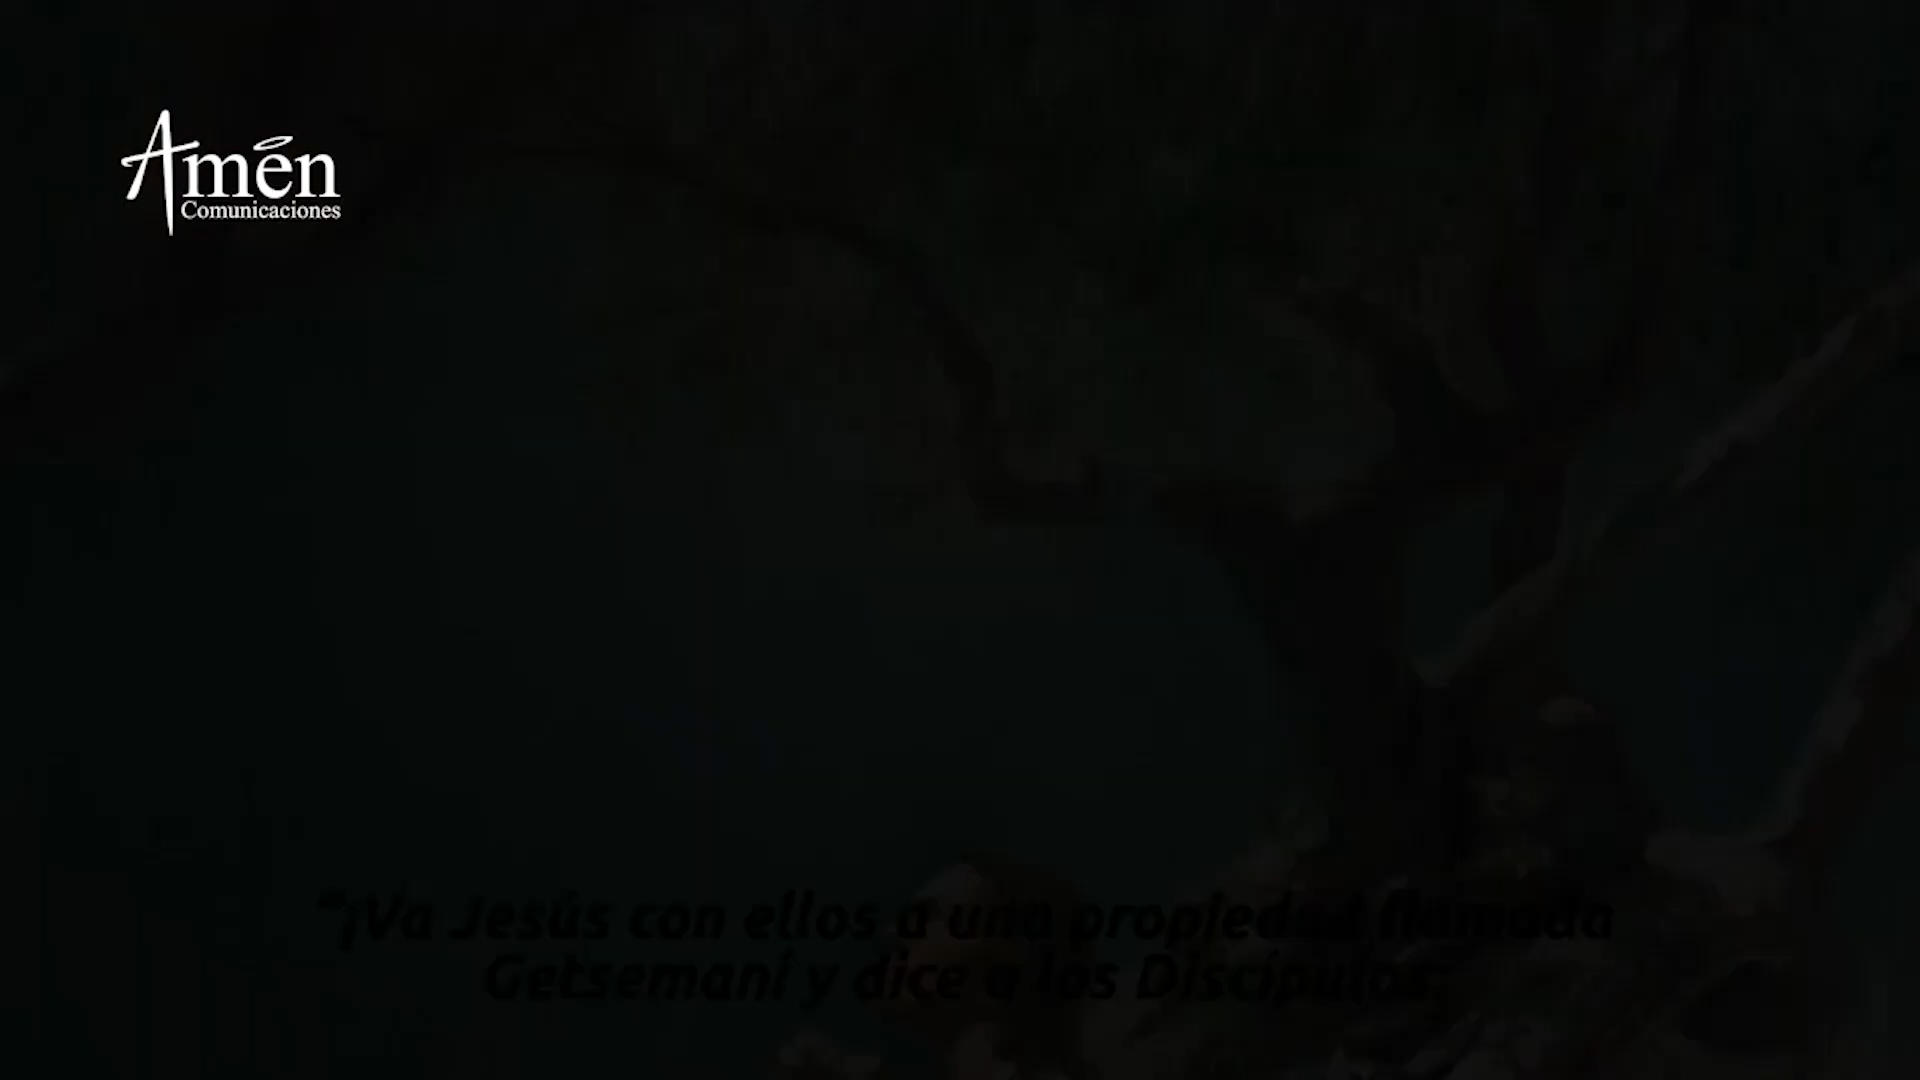 Amén
Comunicaciones
"¡Va Jesús con ellos a una propiedad llamada
Getsemaní y dice a los Discípulos: